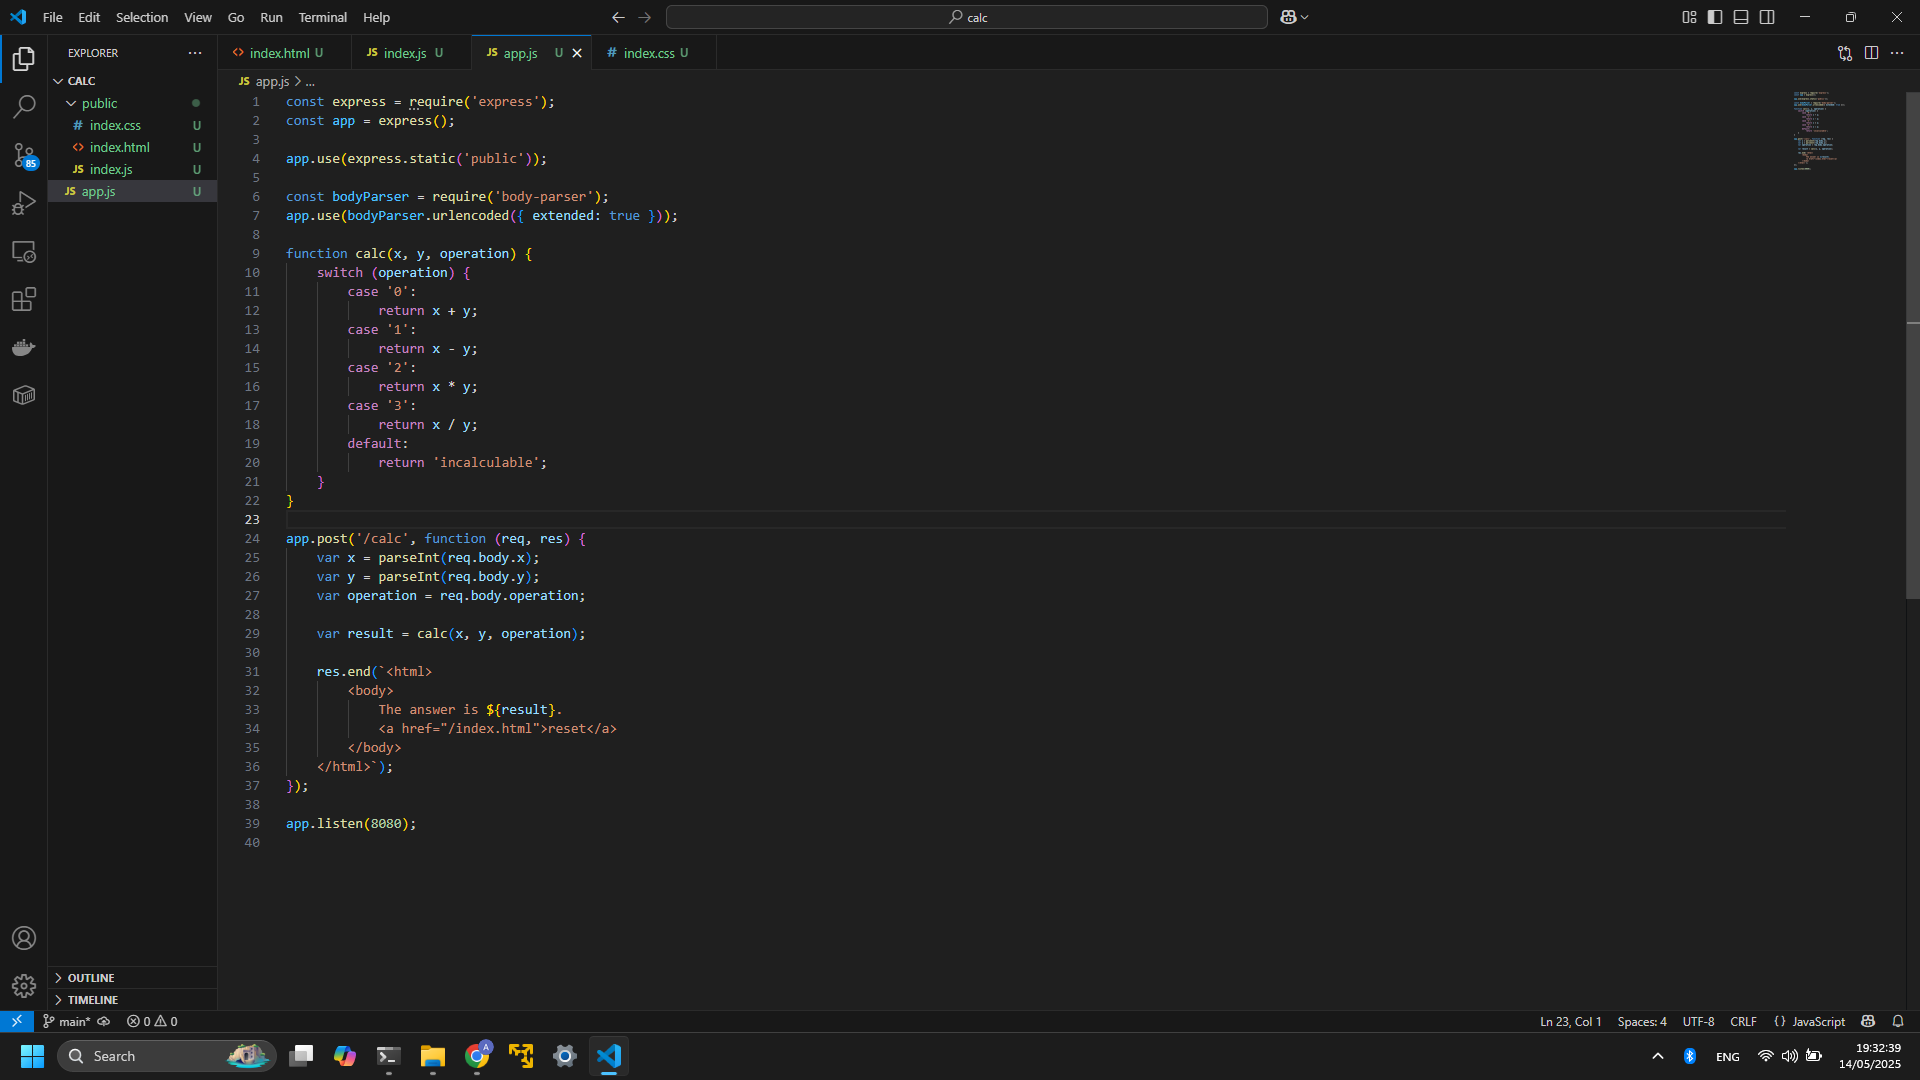 File Edit Selection View Go Run Terminal Help
calc
EXPLORER
index.html U
index.js U
app.js U
index.css U
CALC
app.js > ...
public
index.css U
index.html U
index.js U
app.js U
85
1 const express = require('express');
2 const app = express();
3
4 app.use(express.static('public'));
5
6 const bodyParser = require('body-parser');
7 app.use(bodyParser.urlencoded({ extended: true }));
8
9 function calc(x, y, operation) {
10 switch (operation) {
11 case '0':
12 return x + y;
13 case '1':
14 return x - y;
15 case '2':
16 return x * y;
17 case '3':
18 return x / y;
19 default:
20 return 'incalculable';
21 }
22 }
23
24 app.post('/calc', function (req, res) {
25 var x = parseInt(req.body.x);
26 var y = parseInt(req.body.y);
27 var operation = req.body.operation;
28
29 var result = calc(x, y, operation);
30
31 res.end(`<html>
32 <body>
33 The answer is ${result}.
34 <a href="/index.html">reset</a>
35 </body>
36 </html>`);
37 });
38
39 app.listen(8080);
40
OUTLINE
TIMELINE
main* 0 0
Ln 23, Col 1 Spaces: 4 UTF-8 CRLF {} JavaScript
Search
A
ENG
19:32:39
14/05/2025